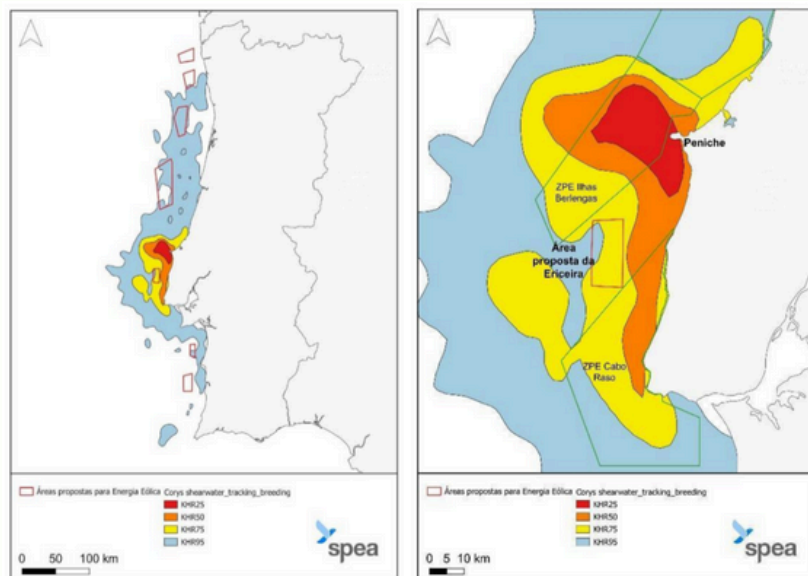 Peniche
ZPE Ilhas
Berlengas
Área
proposta da
Ericeira
ZPE Cabo
Raso
Áreas propostas para Energia Eólica
Corys shearwater_tracking_breeding
KHR25
KHR50
KHR75
KHR95
0 50 100 km
spea
Áreas propostas para Energia Eólica
Corys shearwater_tracking_breeding
KHR25
KHR50
KHR75
KHR95
0 5 10 km
spea